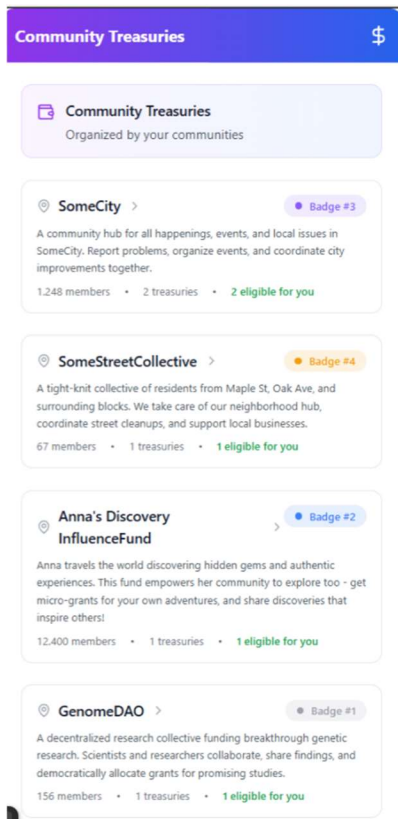 Community Treasuries
$
Community Treasuries
Organized by your communities
SomeCity >
Badge #3
A community hub for all happenings, events, and local issues in
SomeCity. Report problems, organize events, and coordinate city
improvements together.
1.248 members • 2 treasuries • 2 eligible for you
SomeStreetCollective >
Badge #4
A tight-knit collective of residents from Maple St, Oak Ave, and
surrounding blocks. We take care of our neighborhood hub,
coordinate street cleanups, and support local businesses.
67 members • 1 treasuries • 1 eligible for you
Anna's Discovery
InfluenceFund >
Badge #2
Anna travels the world discovering hidden gems and authentic
experiences. This fund empowers her community to explore too - get
micro-grants for your own adventures, and share discoveries that
inspire others!
12.400 members • 1 treasuries • 1 eligible for you
GenomeDAO >
Badge #1
A decentralized research collective funding breakthrough genetic
research. Scientists and researchers collaborate, share findings, and
democratically allocate grants for promising studies.
156 members • 1 treasuries • 1 eligible for you